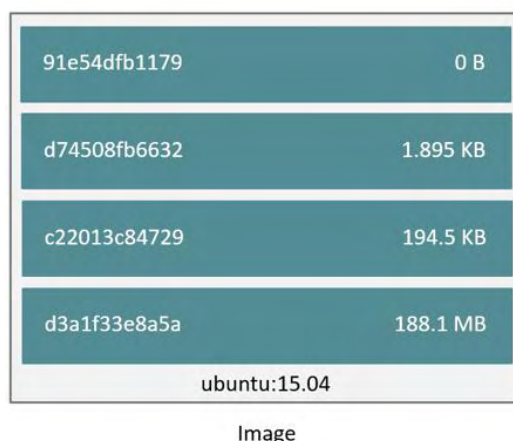 91e54dfb1179 0 B
d74508fb6632 1.895 KB
c22013c84729 194.5 KB
d3a1f33e8a5a 188.1 MB
ubuntu:15.04
Image